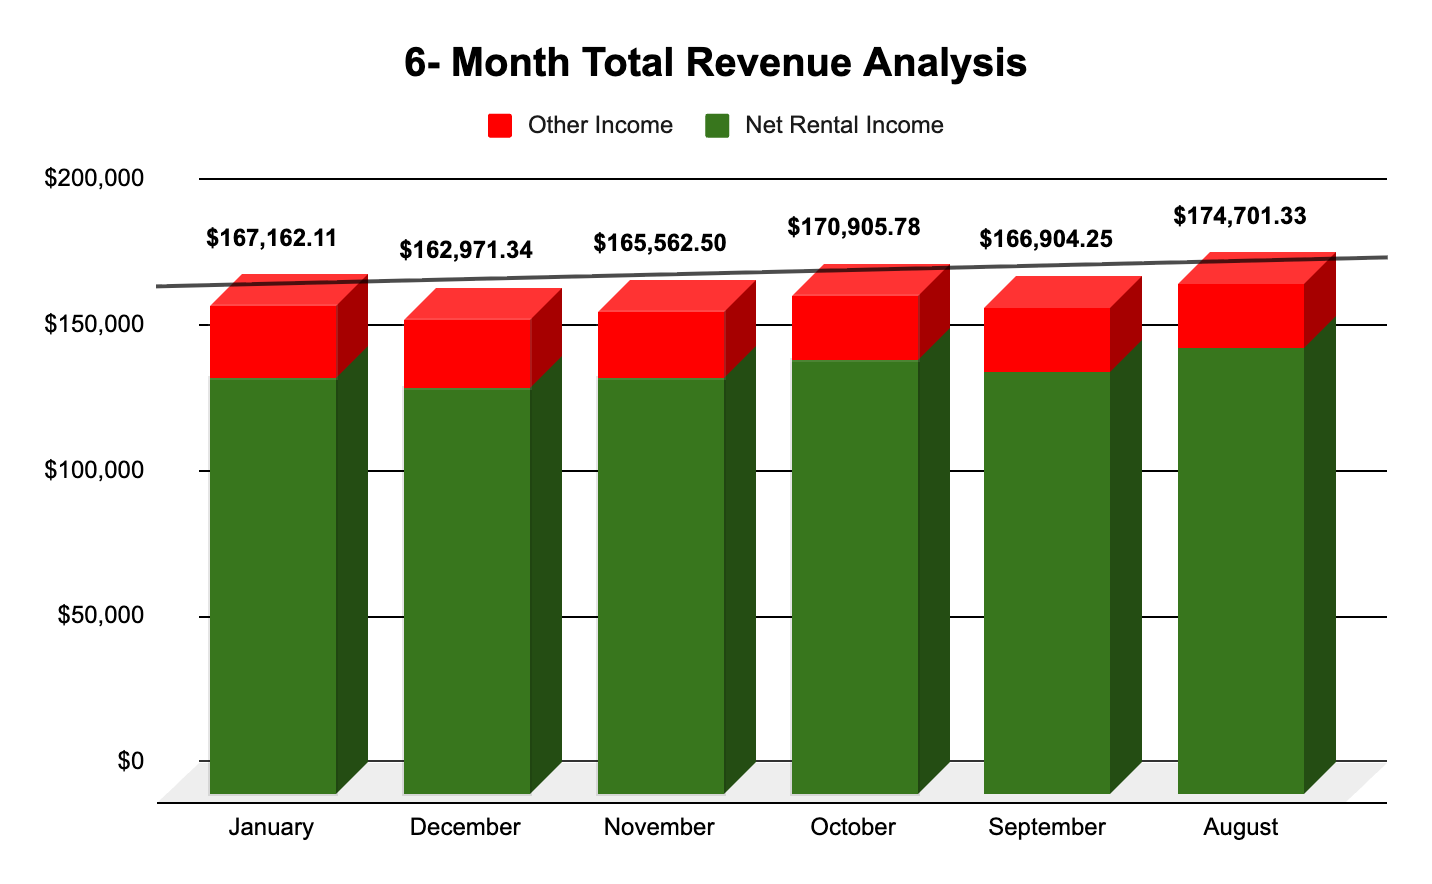 6- Month Total Revenue Analysis
Other Income Net Rental Income
$200,000
$167,162.11 $162,971.34 $165,562.50 $170,905.78 $166,904.25 $174,701.33
$150,000
$100,000
$50,000
$0
January December November October September August